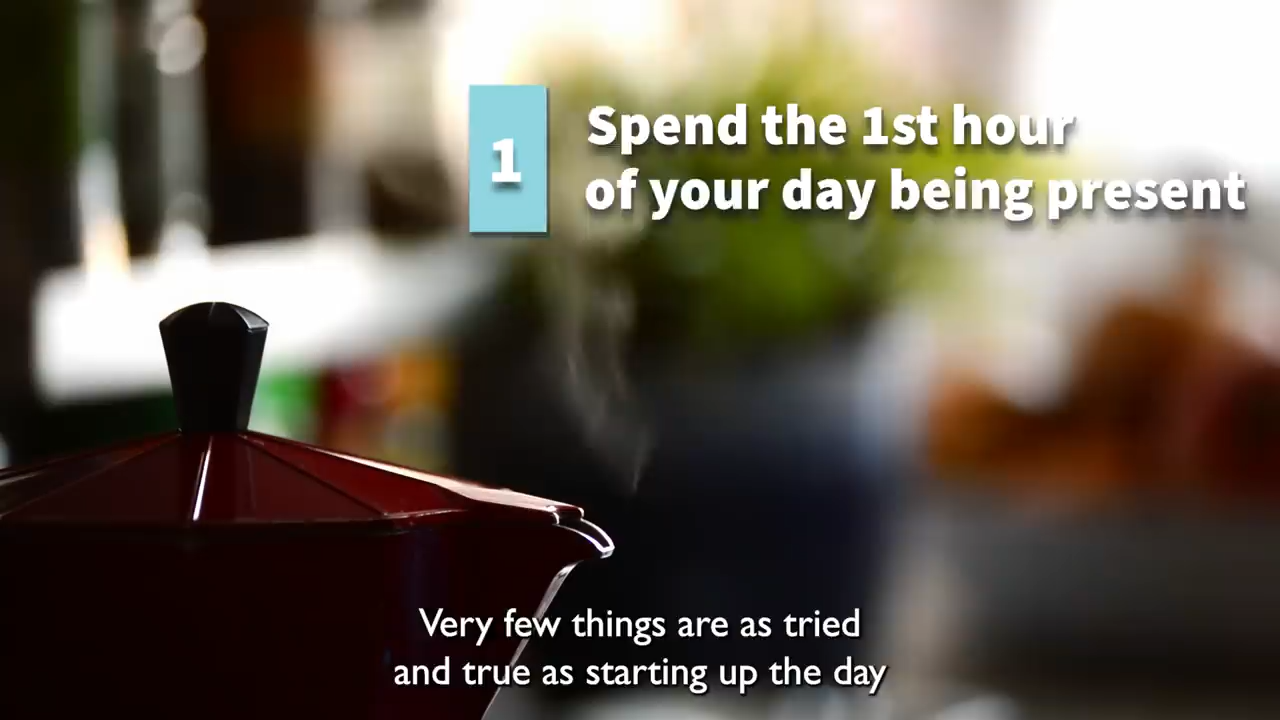 1
Spend the 1st hour
of your day being present
Very few things are as tried
and true as starting up the day